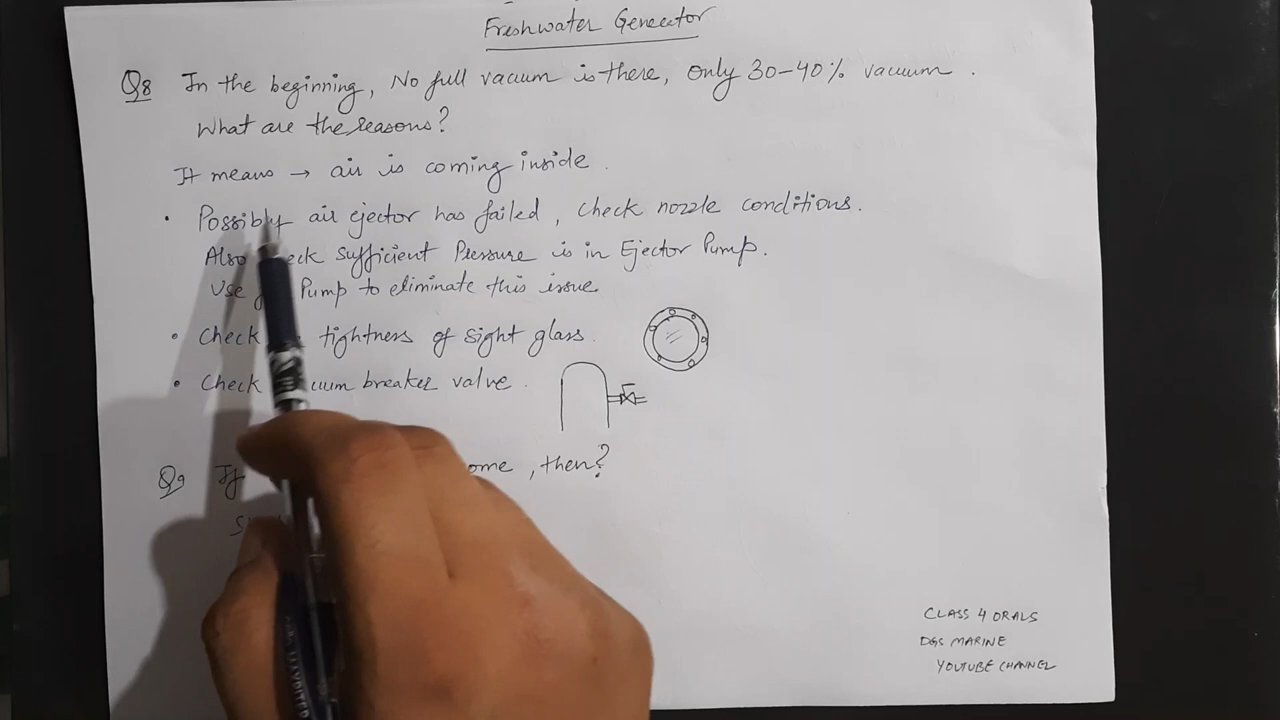 Freshwater Generator
Q8 In the beginning, No full vacuum is there, only 30-40% vacuum.
What are the reasons?
It means → air is coming inside.
• Possibly air ejector has failed, check nozzle conditions.
Also sufficient Pressure is in Ejector Pump.
Use Pump to eliminate this issue.
• Check tightness of sight glass.
• Check breaker valve.
Q9 If , then?
CLASS 4 ORALS
DGS MARINE
YOUTUBE CHANNEL